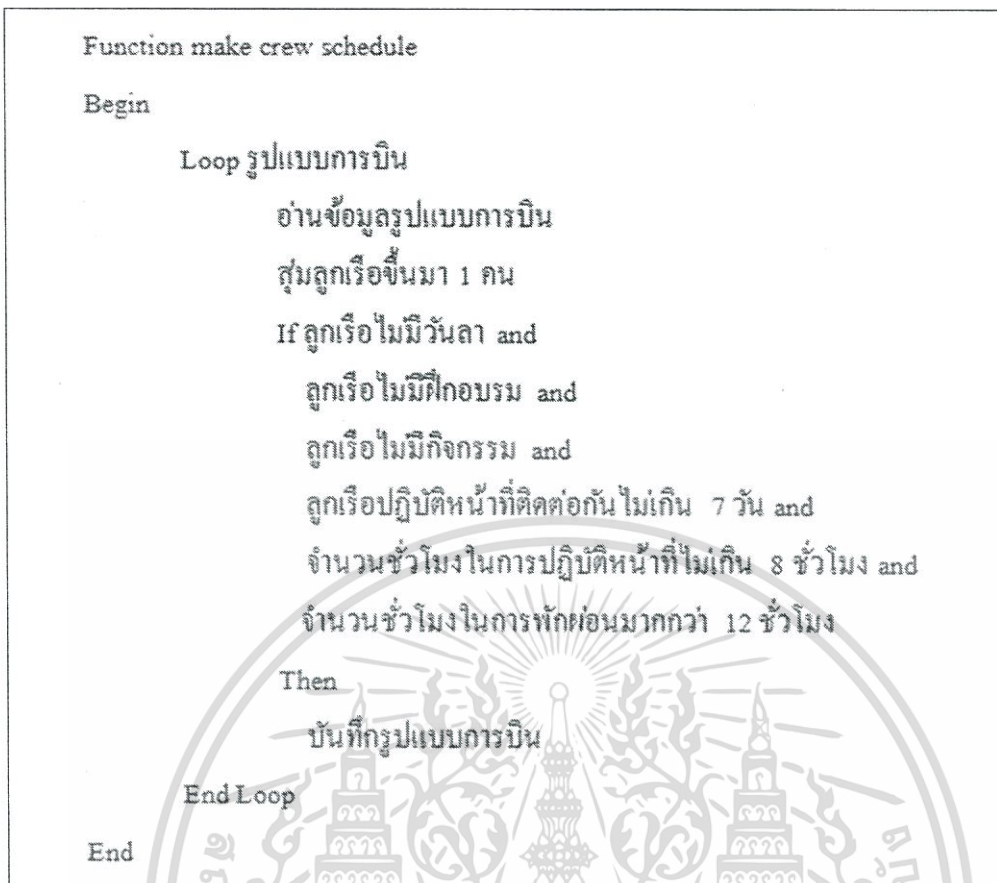 Function make crew schedule
Begin
Loop รูปแบบการบิน
อ่านข้อมูลรูปแบบการบิน
สุ่มลูกเรือขึ้นมา 1 คน
If ลูกเรือไม่มีวันลา and
ลูกเรือไม่มีฝึกอบรม and
ลูกเรือไม่มีกิจกรรม and
ลูกเรือปฏิบัติหน้าที่ติดต่อกันไม่เกิน 7 วัน and
จำนวนชั่วโมงในการปฏิบัติหน้าที่ไม่เกิน 8 ชั่วโมง and
จำนวนชั่วโมงในการพักผ่อนมากกว่า 12 ชั่วโมง
Then
บันทึกรูปแบบการบิน
End Loop
End